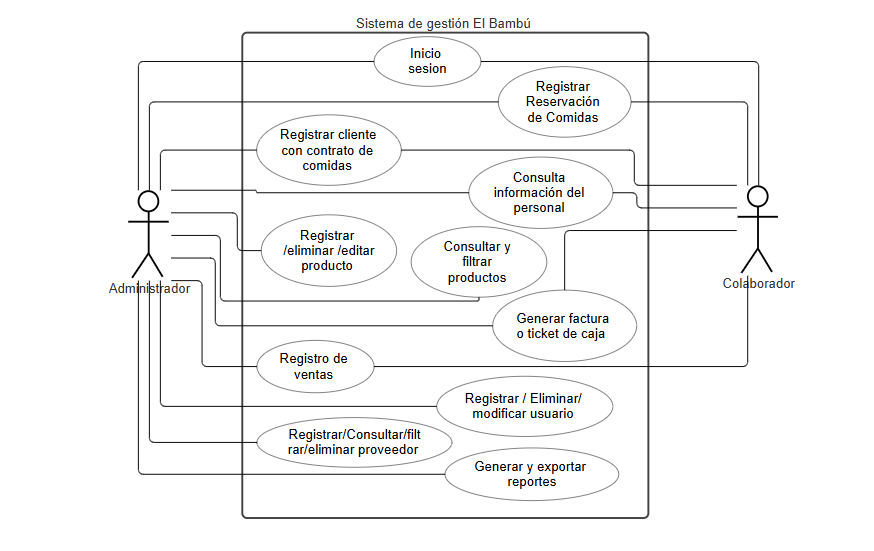 Sistema de gestión El Bambú
Inicio
sesion
Registrar
Reservación
de Comidas
Registrar cliente
con contrato de
comidas
Consulta
información del
personal
Registrar
/eliminar /editar
producto
Consultar y
filtrar
productos
Administrador
Colaborador
Generar factura
o ticket de caja
Registro de
ventas
Registrar / Eliminar/
modificar usuario
Registrar/Consultar/filt
rar/eliminar proveedor
Generar y exportar
reportes